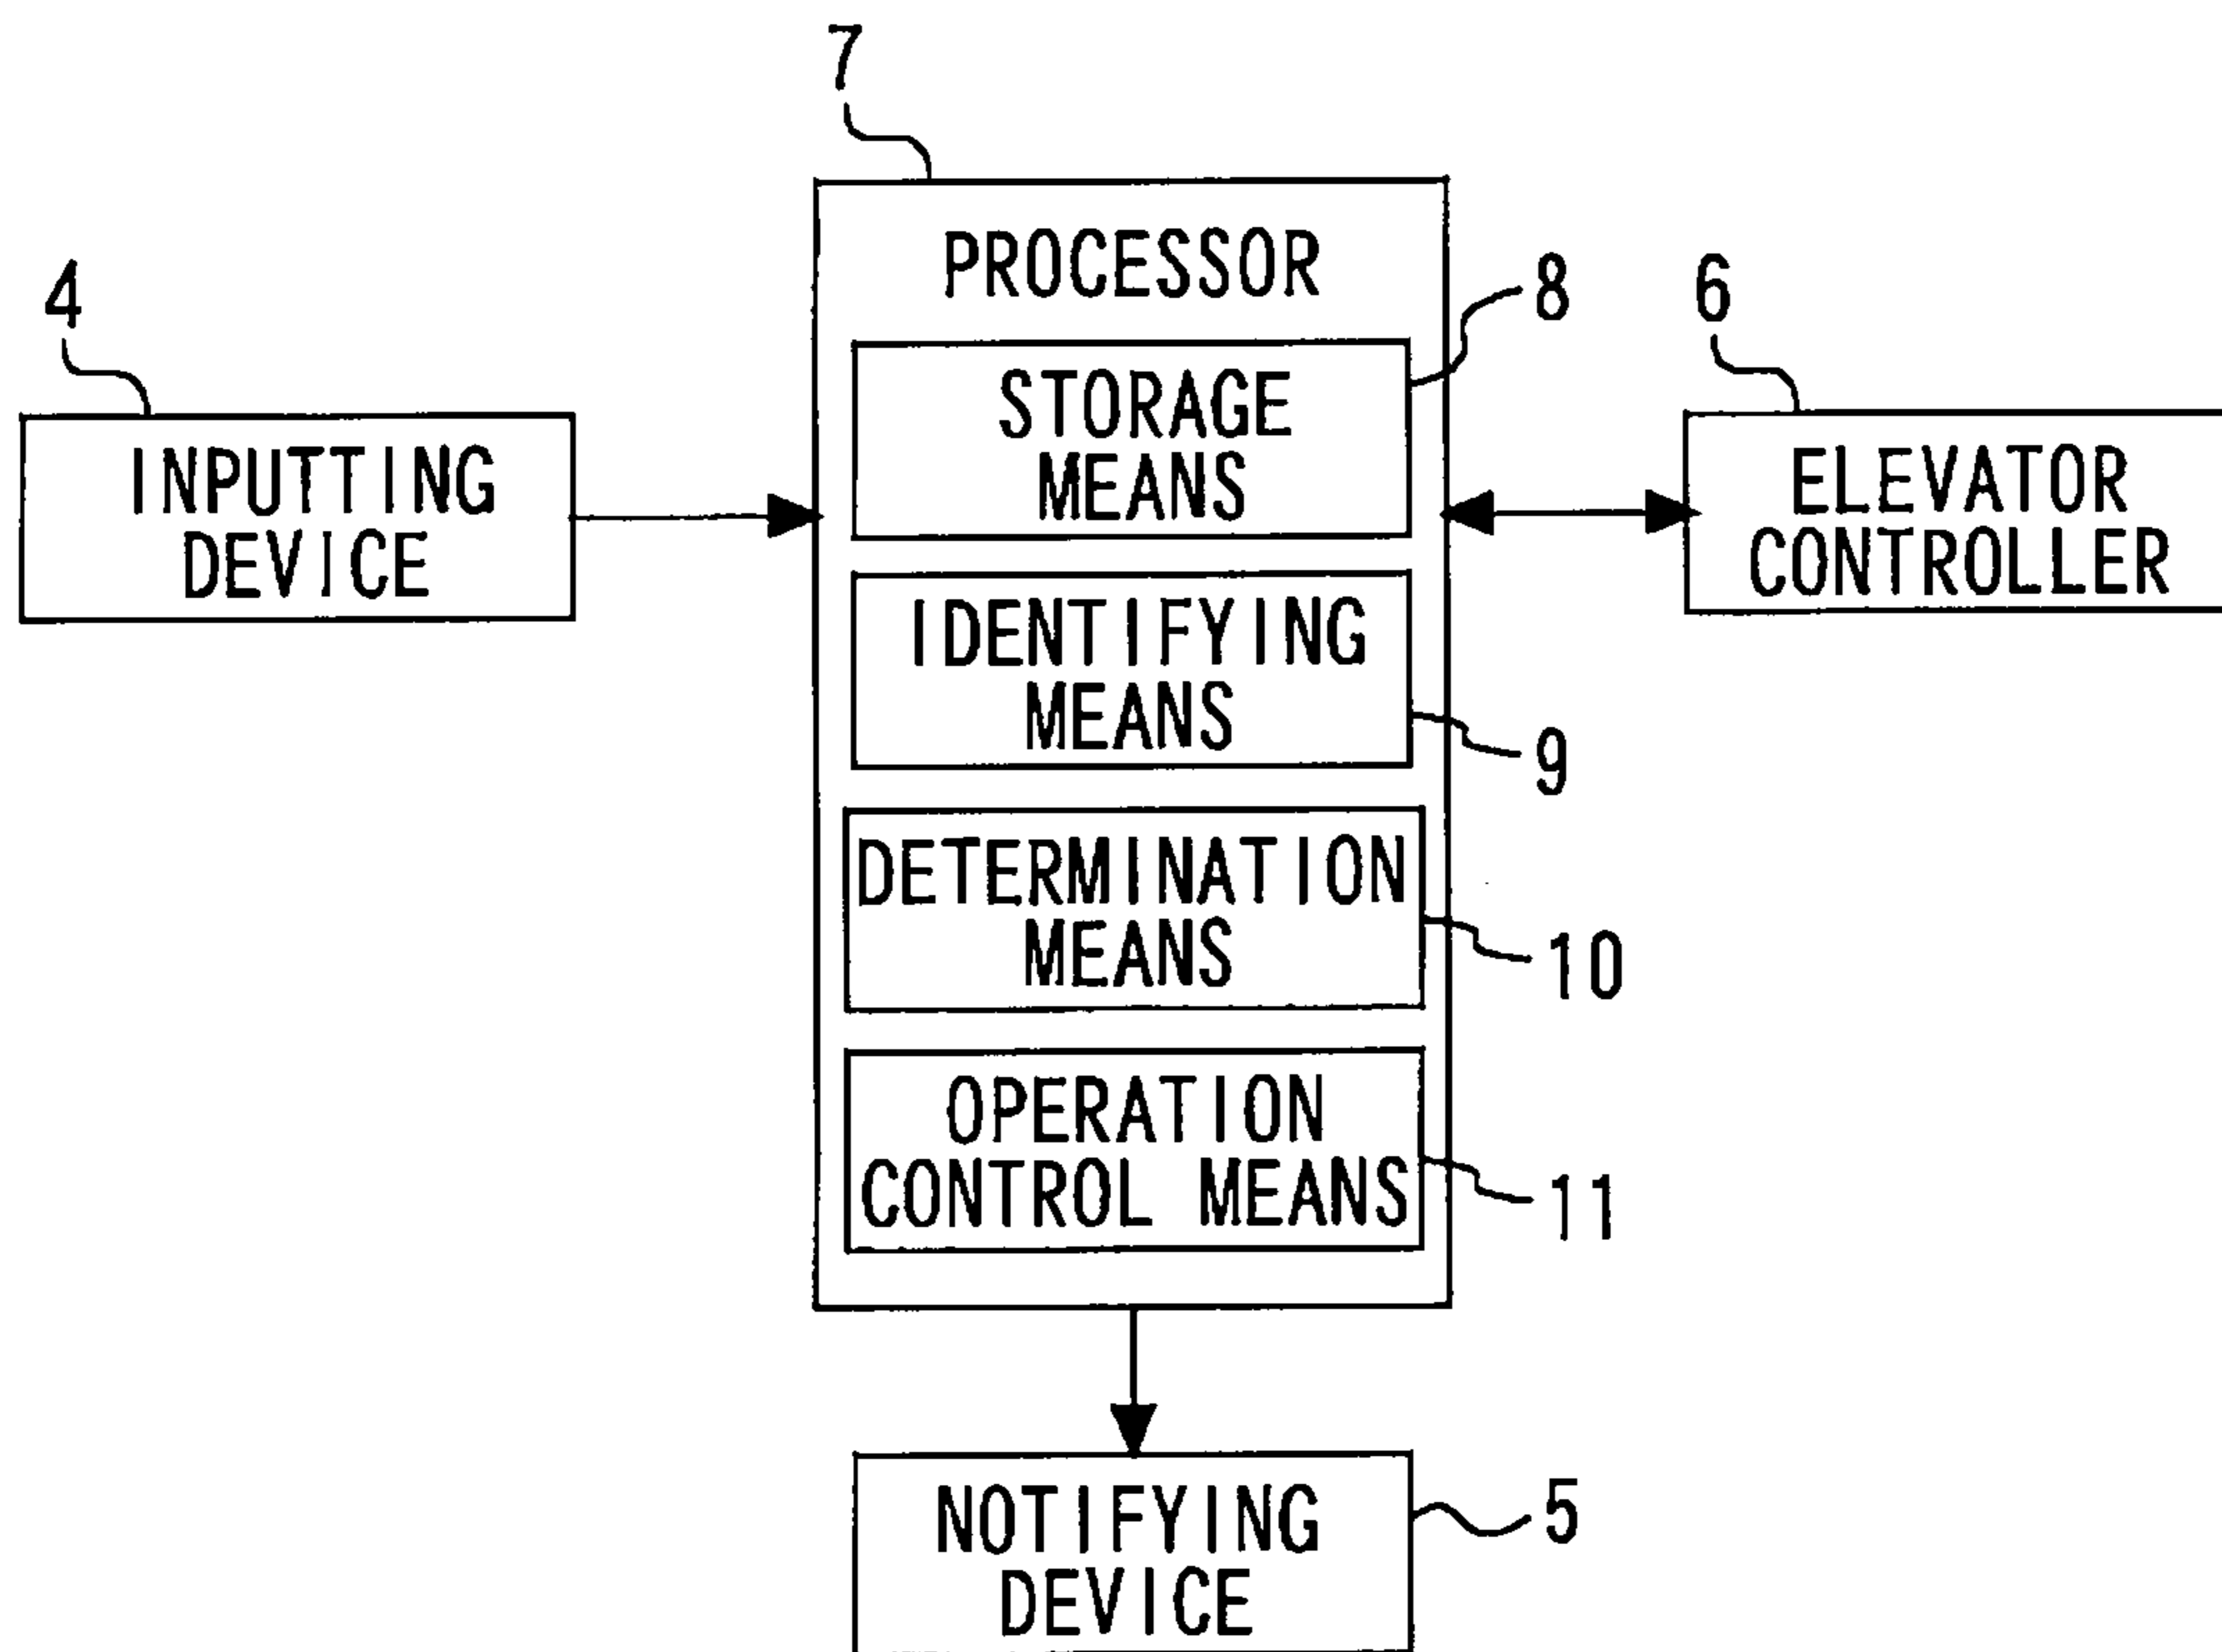 7
PROCESSOR
4
8
6
STORAGE
MEANS
INPUTTING
DEVICE
ELEVATOR
CONTROLLER
IDENTIFYING
MEANS
9
DETERMINATION
MEANS
10
OPERATION
CONTROL MEANS
11
NOTIFYING
DEVICE
5